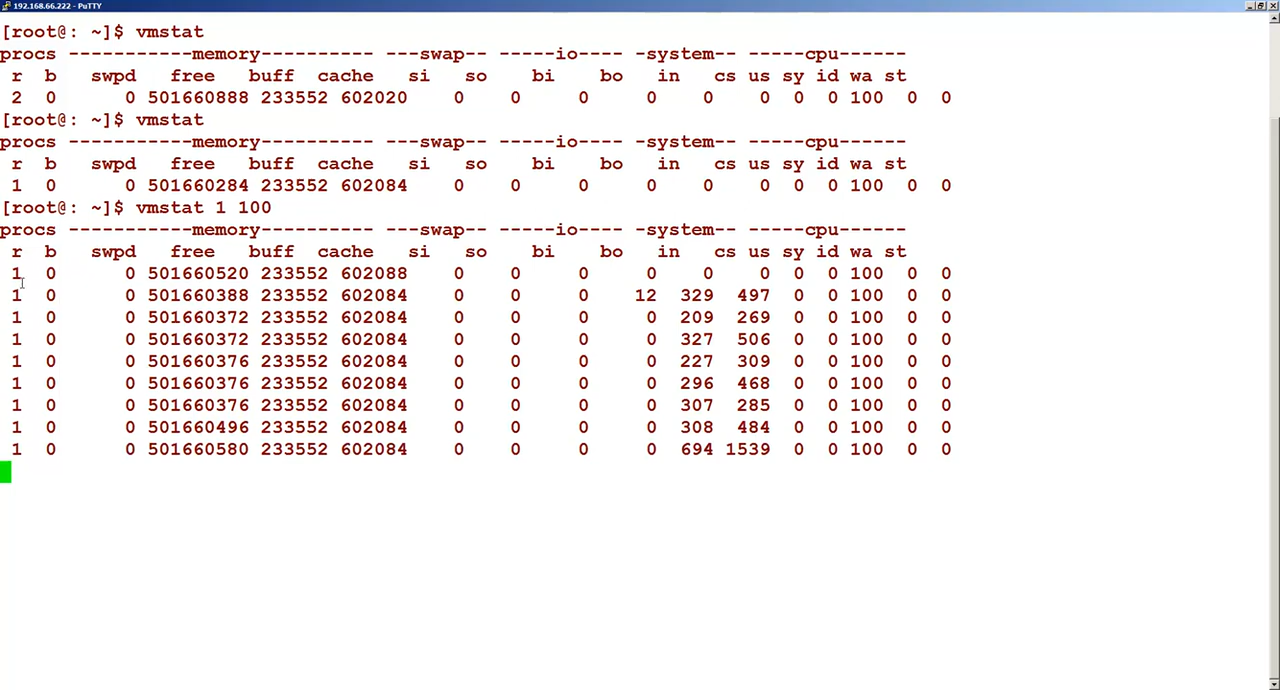 192.168.66.222 - PuTTY
[root@: ~]$ vmstat
procs -----------memory---------- ---swap-- -----io---- -system-- -----cpu------
 r  b   swpd   free   buff  cache   si   so    bi    bo   in   cs us sy id wa st
 2  0      0 501660888 233552 602020    0    0     0     0    0    0  0  0 100  0  0
[root@: ~]$ vmstat
procs -----------memory---------- ---swap-- -----io---- -system-- -----cpu------
 r  b   swpd   free   buff  cache   si   so    bi    bo   in   cs us sy id wa st
 1  0      0 501660284 233552 602084    0    0     0     0    0    0  0  0 100  0  0
[root@: ~]$ vmstat 1 100
procs -----------memory---------- ---swap-- -----io---- -system-- -----cpu------
 r  b   swpd   free   buff  cache   si   so    bi    bo   in   cs us sy id wa st
 1  0      0 501660520 233552 602088    0    0     0     0    0    0  0  0 100  0  0
 1  0      0 501660388 233552 602084    0    0     0    12  329  497  0  0 100  0  0
 1  0      0 501660372 233552 602084    0    0     0     0  209  269  0  0 100  0  0
 1  0      0 501660372 233552 602084    0    0     0     0  327  506  0  0 100  0  0
 1  0      0 501660376 233552 602084    0    0     0     0  227  309  0  0 100  0  0
 1  0      0 501660376 233552 602084    0    0     0     0  296  468  0  0 100  0  0
 1  0      0 501660376 233552 602084    0    0     0     0  307  285  0  0 100  0  0
 1  0      0 501660496 233552 602084    0    0     0     0  308  484  0  0 100  0  0
 1  0      0 501660580 233552 602084    0    0     0     0  694 1539  0  0 100  0  0